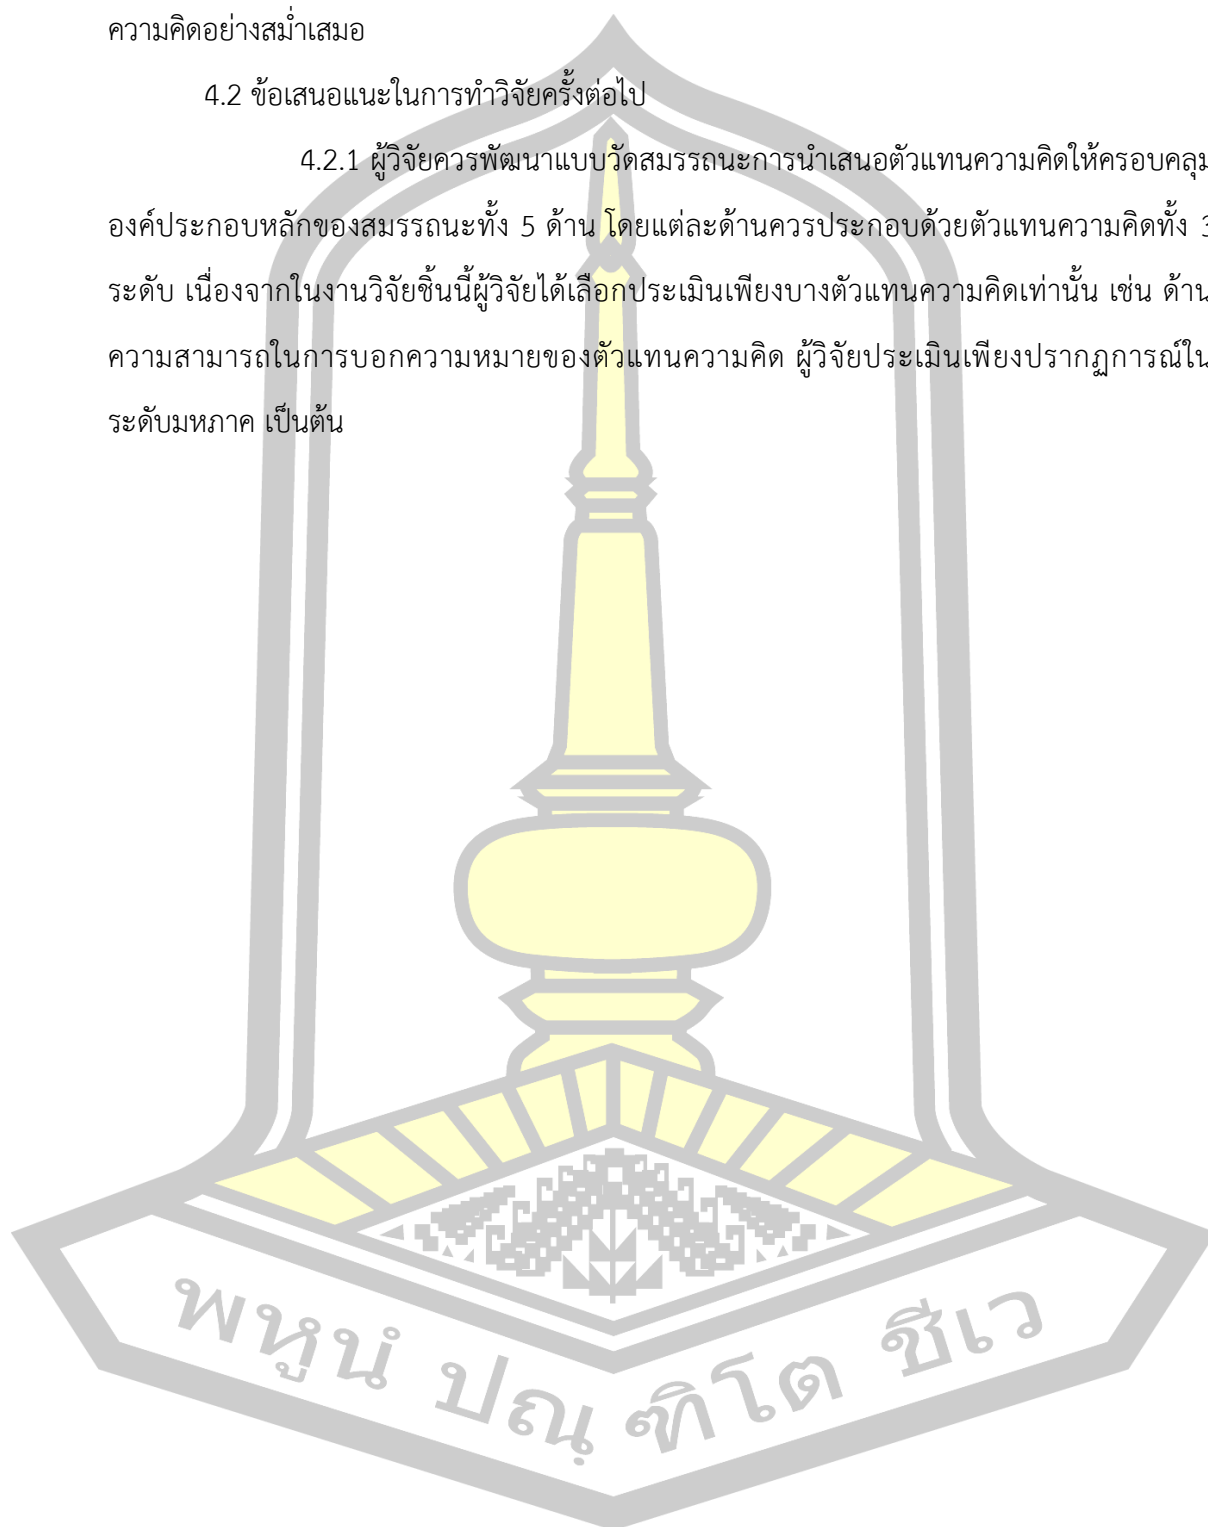 ความคิดอย่างสม่ำเสมอ
4.2 ข้อเสนอแนะในการทำวิจัยครั้งต่อไป
4.2.1 ผู้วิจัยควรพัฒนาแบบวัดสมรรถนะการนำเสนอตัวแทนความคิดให้ครอบคลุม
องค์ประกอบหลักของสมรรถนะทั้ง 5 ด้าน โดยแต่ละด้านควรประกอบด้วยตัวแทนความคิดทั้ง 3
ระดับ เนื่องจากในงานวิจัยชิ้นนี้ผู้วิจัยได้เลือกประเมินเพียงบางตัวแทนความคิดเท่านั้น เช่น ด้าน
ความสามารถในการบอกความหมายของตัวแทนความคิด ผู้วิจัยประเมินเพียงปรากฏการณ์ใน
ระดับมหภาค เป็นต้น
พหูนํ ปณฺฑิโต ชีเว